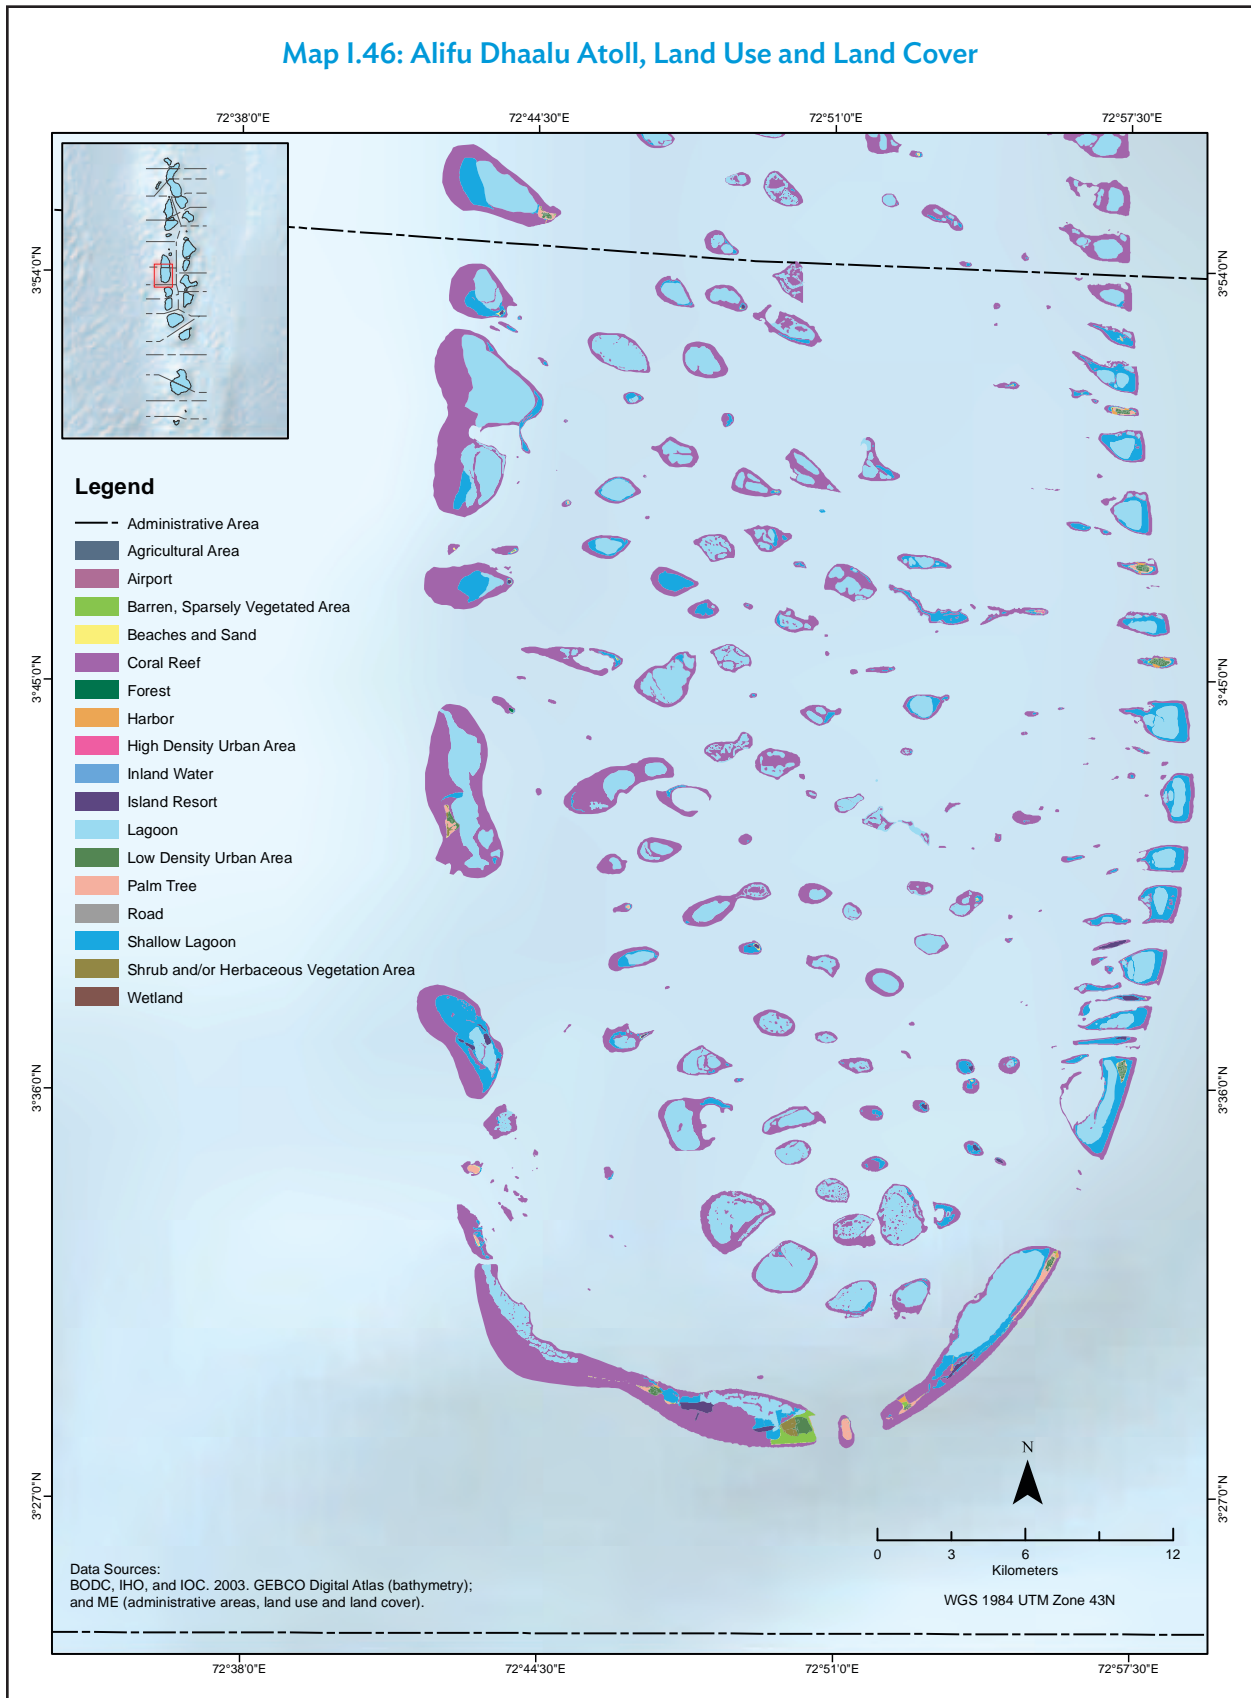 Map I.46: Alifu Dhaalu Atoll, Land Use and Land Cover
72°38'0"E
72°44'30"E
72°51'0"E
72°57'30"E
3°54'0"N
3°54'0"N
Legend
Administrative Area
Agricultural Area
Airport
Barren, Sparsely Vegetated Area
Beaches and Sand
Coral Reef
Forest
Harbor
High Density Urban Area
Inland Water
Island Resort
Lagoon
Low Density Urban Area
Palm Tree
Road
Shallow Lagoon
Shrub and/or Herbaceous Vegetation Area
Wetland
3°45'0"N
3°45'0"N
3°36'0"N
3°36'0"N
3°27'0"N
3°27'0"N
N
0 3 6 12
Kilometers
WGS 1984 UTM Zone 43N
Data Sources:
BODC, IHO, and IOC. 2003. GEBCO Digital Atlas (bathymetry);
and ME (administrative areas, land use and land cover).
72°38'0"E
72°44'30"E
72°51'0"E
72°57'30"E